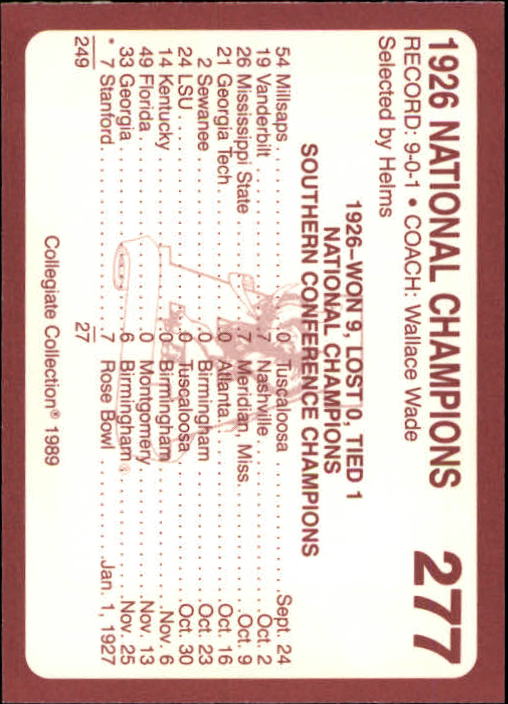 1926 NATIONAL CHAMPIONS 277
RECORD: 9-0-1 • COACH: Wallace Wade
Selected by Helms
1926–WON 9, LOST 0, TIED 1
NATIONAL CHAMPIONS
SOUTHERN CONFERENCE CHAMPIONS
54 Millsaps 0 Tuscaloosa Sept. 24
19 Vanderbilt 7 Nashville Oct. 2
26 Mississippi State 7 Meridian, Miss. Oct. 9
21 Georgia Tech 0 Atlanta Oct. 16
2 Sewanee 0 Birmingham Oct. 23
24 LSU 0 Tuscaloosa Oct. 30
14 Kentucky 0 Birmingham Nov. 6
49 Florida 0 Montgomery Nov. 13
33 Georgia 6 Birmingham Nov. 25
* 7 Stanford 7 Rose Bowl Jan. 1, 1927
249 27
Collegiate Collection® 1989